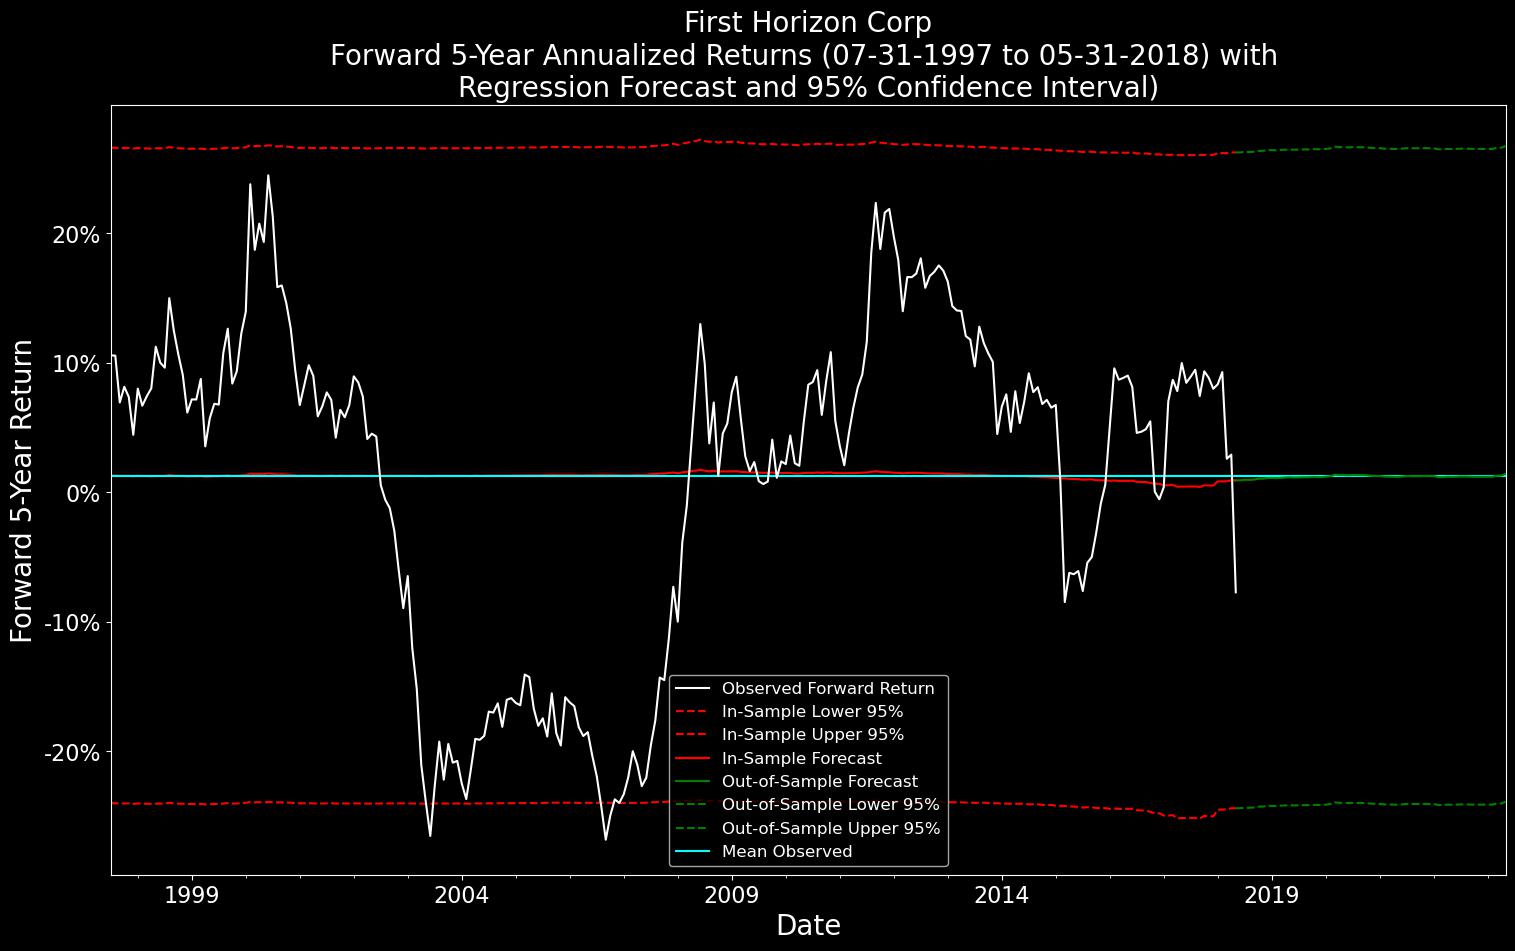 First Horizon Corp
Forward 5-Year Annualized Returns (07-31-1997 to 05-31-2018) with
Regression Forecast and 95% Confidence Interval)
Forward 5-Year Return
20%
10%
0%
-10%
-20%
Observed Forward Return
In-Sample Lower 95%
In-Sample Upper 95%
In-Sample Forecast
Out-of-Sample Forecast
Out-of-Sample Lower 95%
Out-of-Sample Upper 95%
Mean Observed
1999 2004 2009 2014 2019
Date